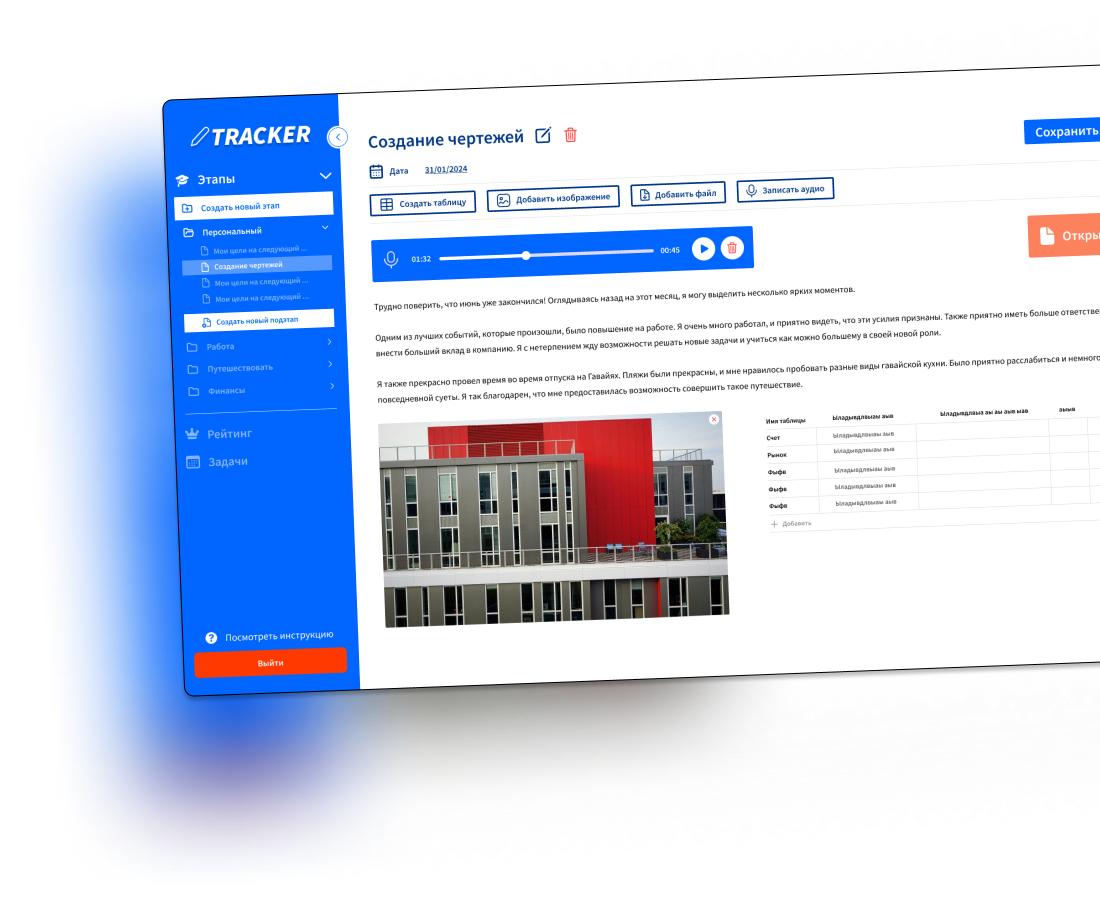 TRACKER
Этапы
Создать новый этап
Персональный
Мои цели на следующий ...
Создание чертежей
Мои цели на следующий ...
Мои цели на следующий ...
Создать новый подэтап
Работа
Путешествовать
Финансы
Рейтинг
Задачи
Посмотреть инструкцию
Выйти
Создание чертежей
Сохранить
Дата 31/01/2024
Создать таблицу Добавить изображение Добавить файл Записать аудио
01:32 00:45
Откры
Трудно поверить, что июнь уже закончился! Оглядываясь назад на этот месяц, я могу выделить несколько ярких моментов.
Одним из лучших событий, которые произошли, было повышение на работе. Я очень много работал, и приятно видеть, что эти усилия признаны. Также приятно иметь больше ответстве
внести больший вклад в компанию. Я с нетерпением жду возможности решать новые задачи и учиться как можно большему в своей новой роли.
Я также прекрасно провел время во время отпуска на Гавайях. Пляжи были прекрасны, и мне нравилось пробовать разные виды гавайской кухни. Было приятно расслабиться и немного
повседневной суеты. Я так благодарен, что мне предоставилась возможность совершить такое путешествие.
Имя таблицы Ыладывдлвыаы аыв Ыладывдлвыа аы аы аыв ыав аыыв
Счет Ыладывдлвыаы аыв
Рынок Ыладывдлвыаы аыв
Фыфв Ыладывдлвыаы аыв
Фыфв Ыладывдлвыаы аыв
Фыфв Ыладывдлвыаы аыв
Добавить